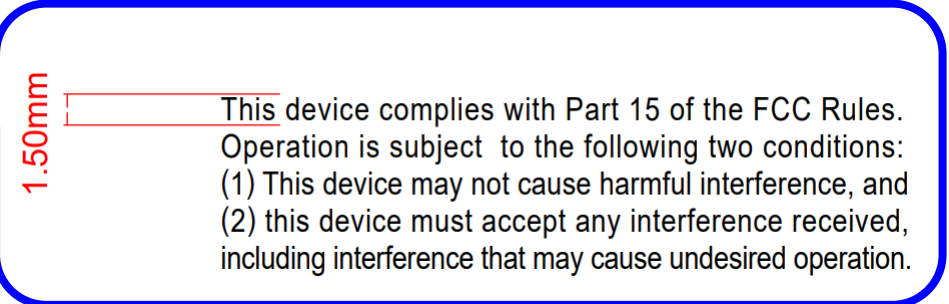 1.50mm
This device complies with Part 15 of the FCC Rules.
Operation is subject  to the following two conditions:
(1) This device may not cause harmful interference, and
(2) this device must accept any interference received,
including interference that may cause undesired operation.